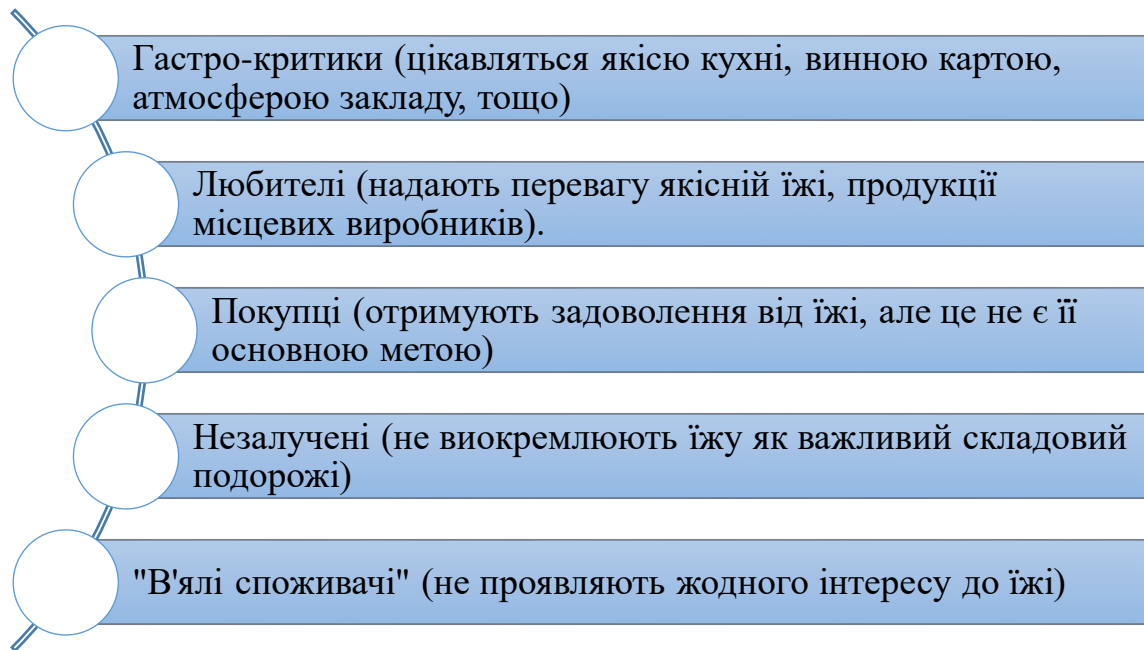 Гастро-критики (цікавляться якісю кухні, винною картою,
атмосферою закладу, тощо)
Любителі (надають перевагу якісній їжі, продукції
місцевих виробників).
Покупці (отримують задоволення від їжі, але це не є її
основною метою)
Незалучені (не виокремлюють їжу як важливий складовий
подорожі)
"В'ялі споживачі" (не проявляють жодного інтересу до їжі)